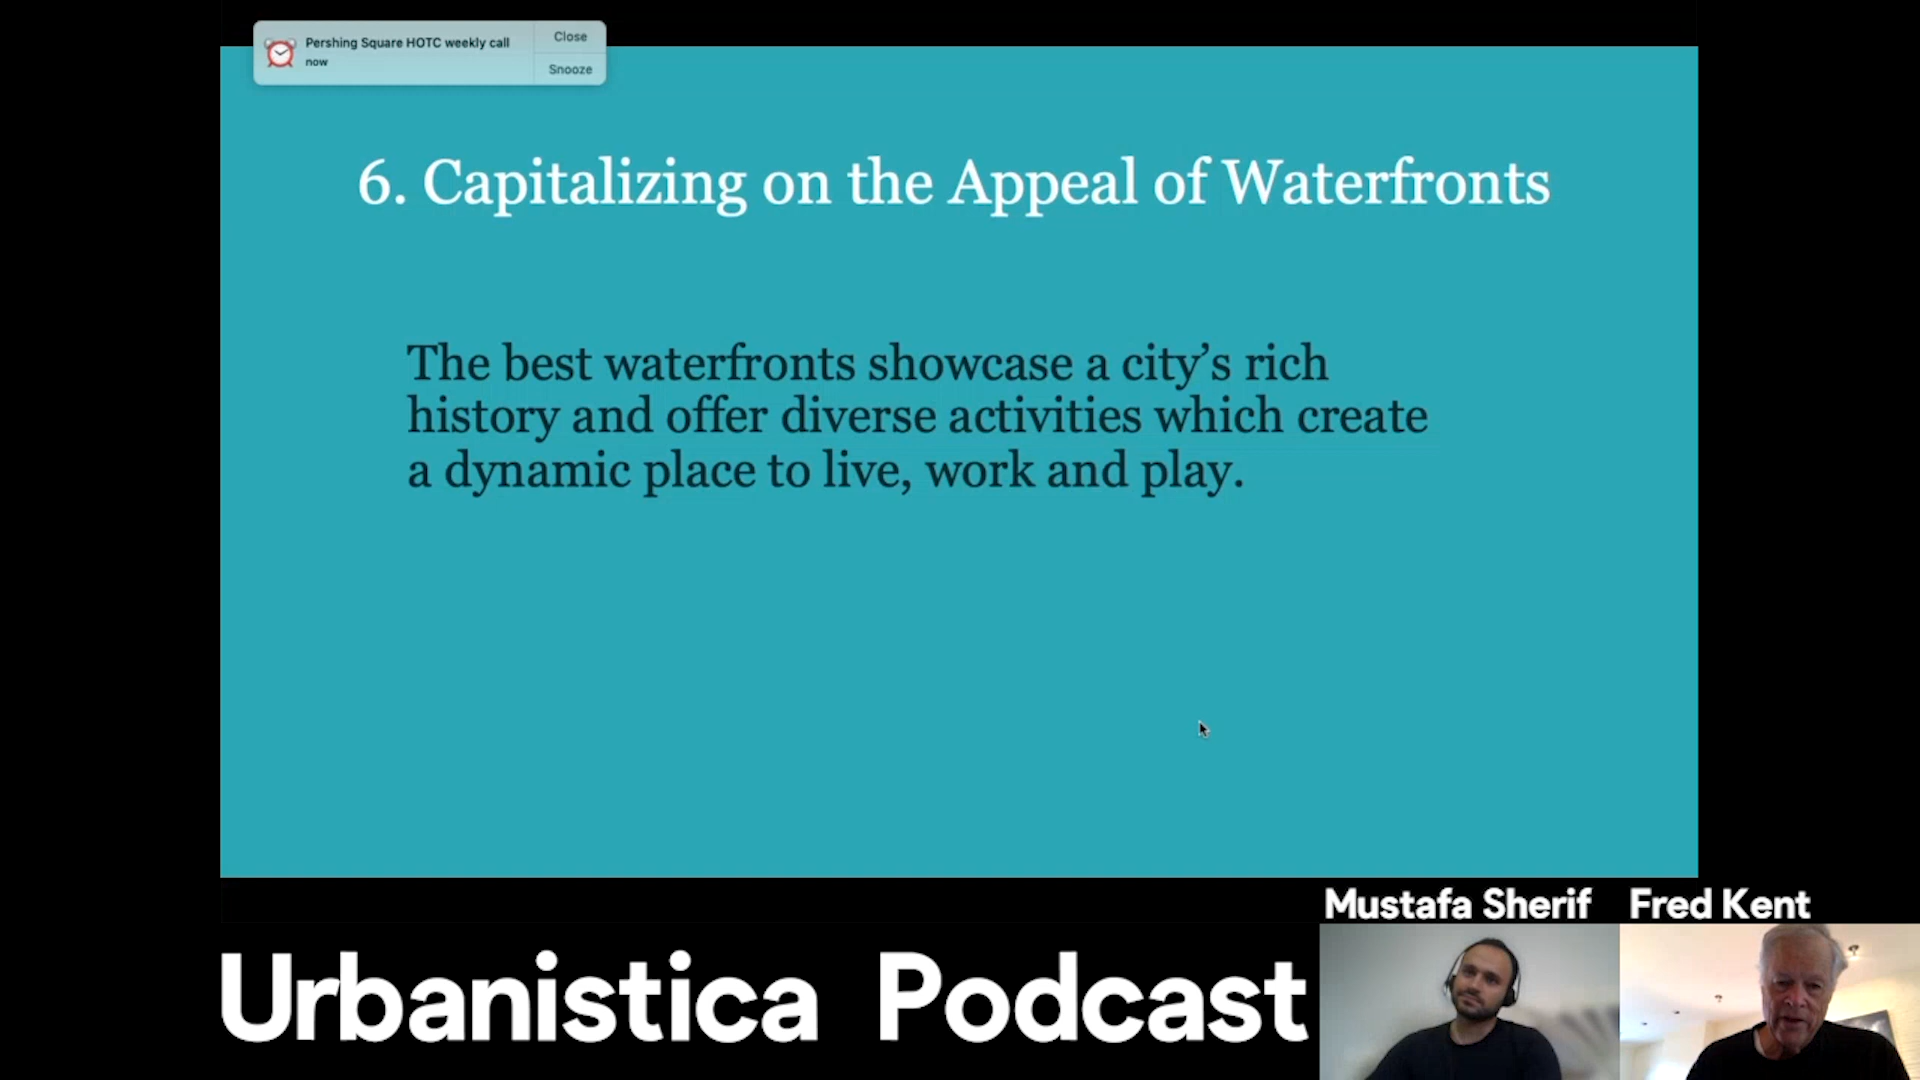 Pershing Square HOTC weekly call
now
Close
Snooze
6. Capitalizing on the Appeal of Waterfronts
The best waterfronts showcase a city’s rich
history and offer diverse activities which create
a dynamic place to live, work and play.
Mustafa Sherif
Fred Kent
Urbanistica Podcast